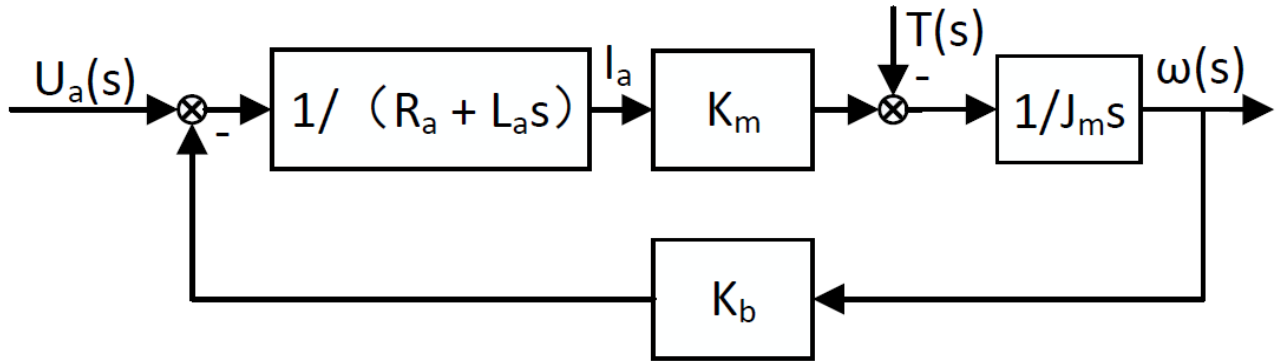 U_a(s)
-
1/（R_a + L_as）
I_a
K_m
T(s)
-
1/J_ms
ω(s)
K_b